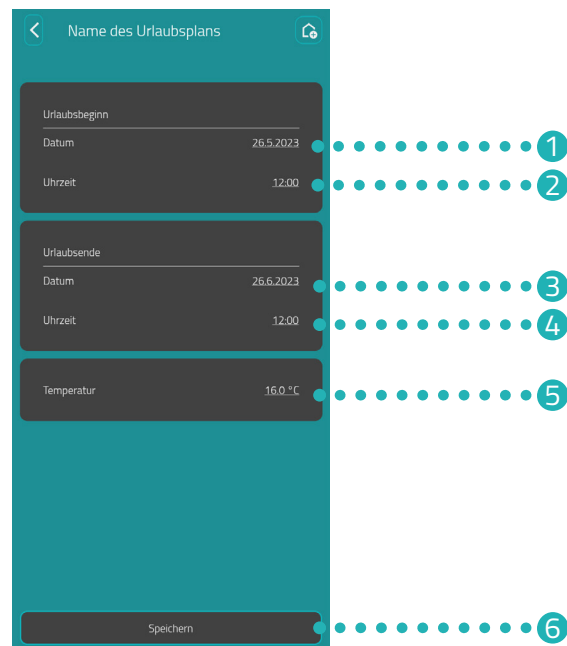 Name des Urlaubsplans
Urlaubsbeginn
Datum 26.5.2023 1
Uhrzeit 12:00 2
Urlaubsende
Datum 26.6.2023 3
Uhrzeit 12:00 4
Temperatur 16.0 °C 5
Speichern 6